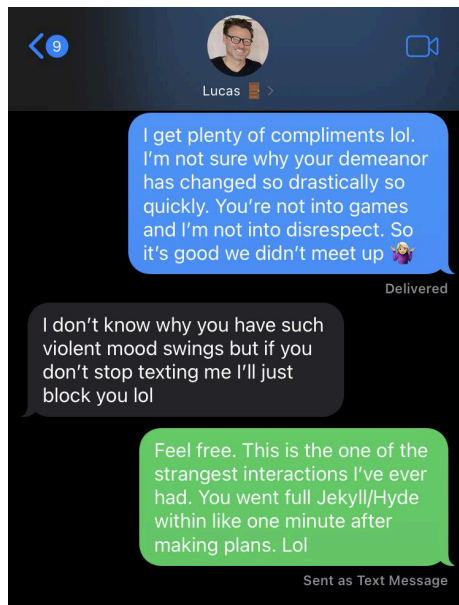 9
Lucas 🚪 >
I get plenty of compliments lol.
I'm not sure why your demeanor
has changed so drastically so
quickly. You're not into games
and I'm not into disrespect. So
it's good we didn't meet up 🤷🏼‍♀️
Delivered
I don't know why you have such
violent mood swings but if you
don't stop texting me I'll just
block you lol
Feel free. This is the one of the
strangest interactions I've ever
had. You went full Jekyll/Hyde
within like one minute after
making plans. Lol
Sent as Text Message